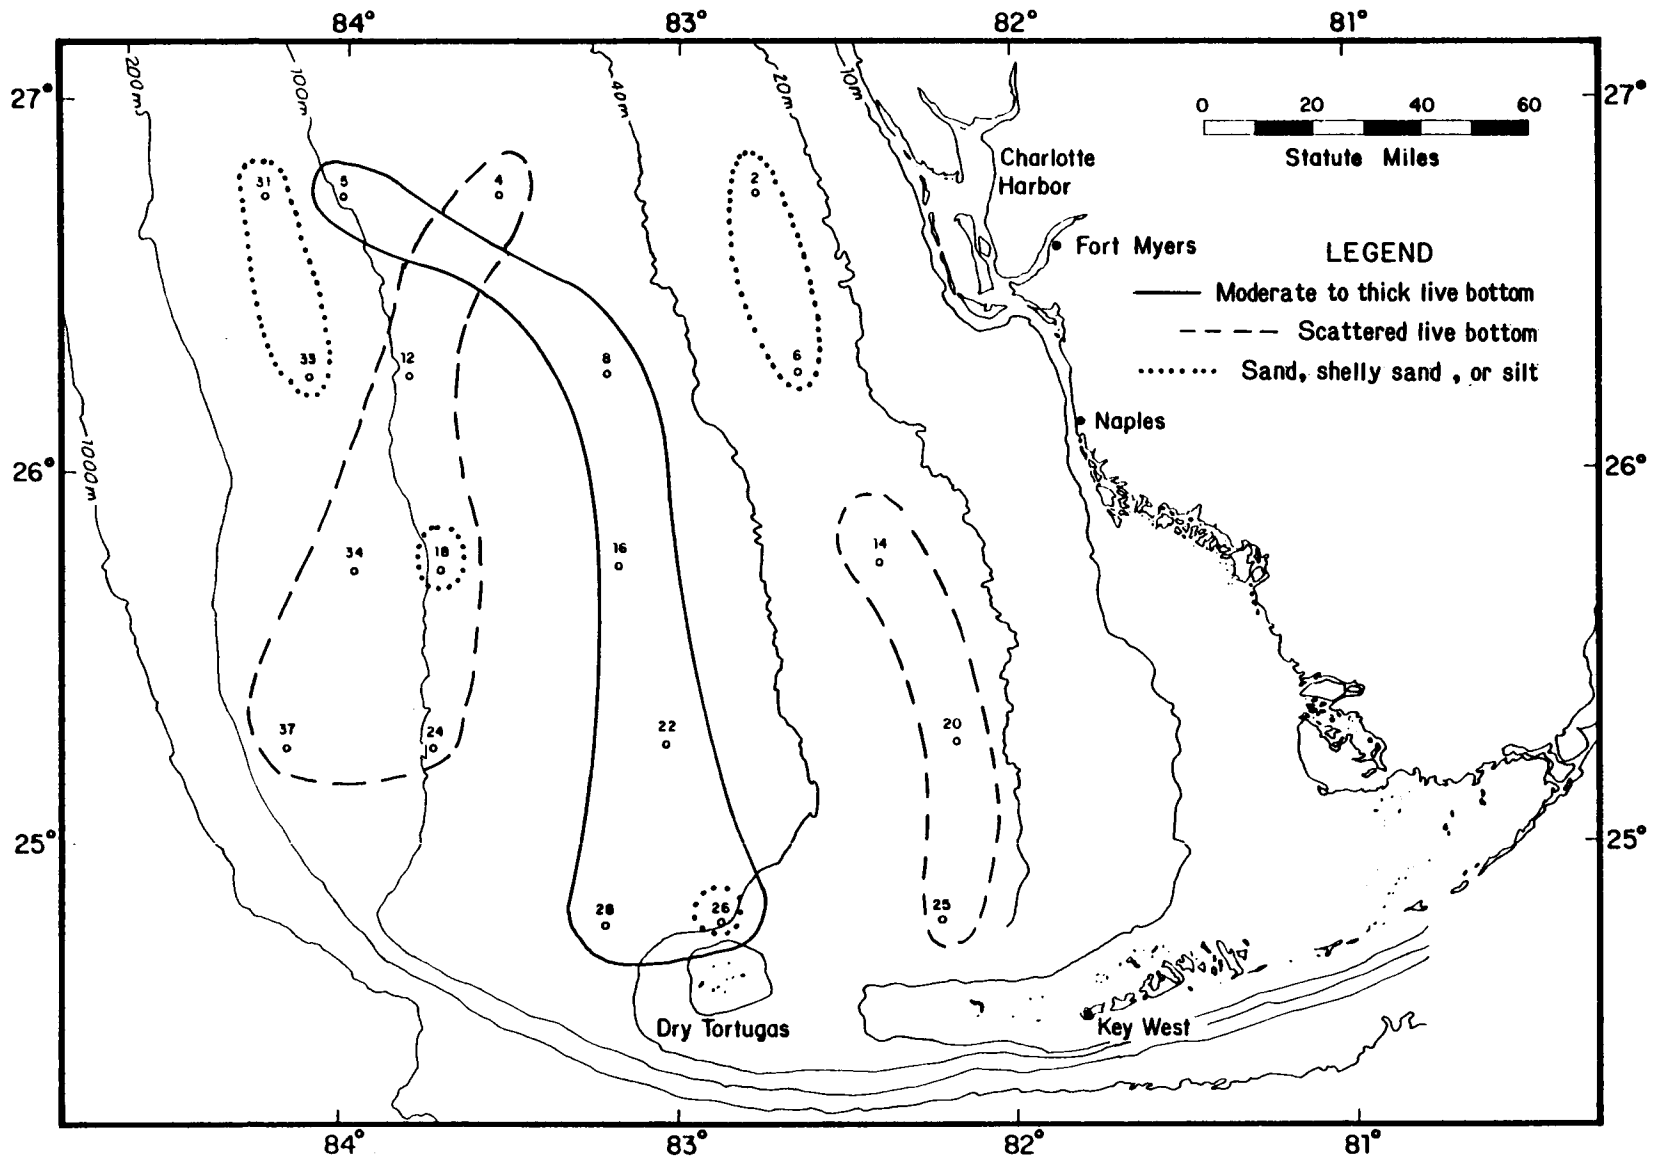 84° 83° 82° 81°
200m 100m 40m 20m 10m
27° 27°
0 20 40 60
Statute Miles
Charlotte
Harbor
31 5 4 2
Fort Myers
LEGEND
Moderate to thick live bottom
Scattered live bottom
Sand, shelly sand, or silt
33 12 8 6
Naples
1000m
26° 26°
34 18 16 14
37 24 22 20
25° 25°
28 26 25
Dry Tortugas
Key West
84° 83° 82° 81°